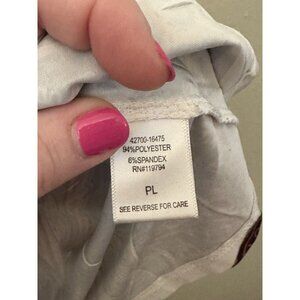 42700-16475
94%POLYESTER
6%SPANDEX
RN#119794
PL
SEE REVERSE FOR CARE